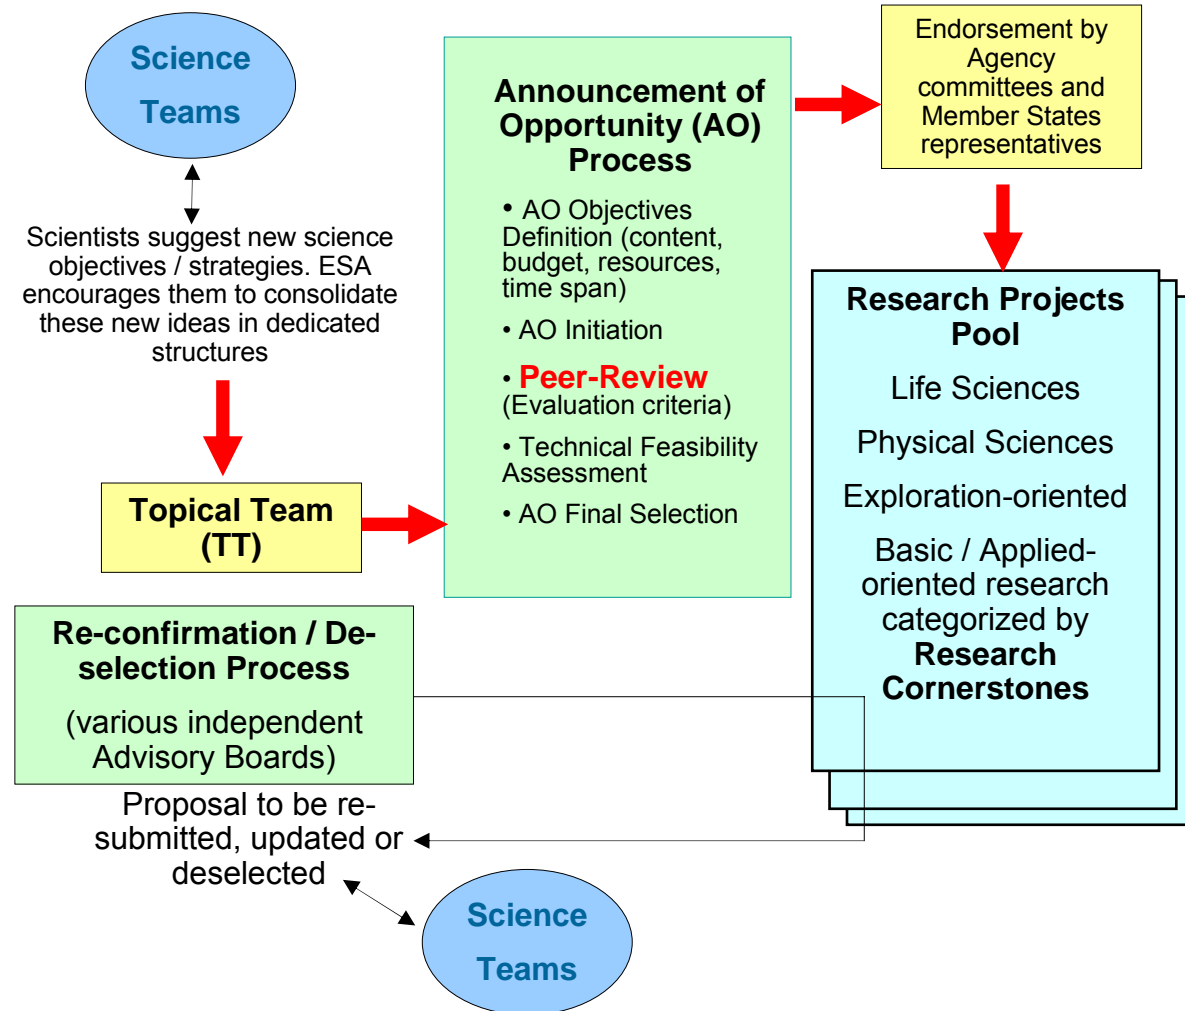 Science
Teams
Scientists suggest new science
objectives / strategies. ESA
encourages them to consolidate
these new ideas in dedicated
structures
Topical Team
(TT)
Announcement of
Opportunity (AO)
Process
• AO Objectives
Definition (content,
budget, resources,
time span)
• AO Initiation
• Peer-Review
(Evaluation criteria)
• Technical Feasibility
Assessment
• AO Final Selection
Endorsement by
Agency
committees and
Member States
representatives
Research Projects
Pool
Life Sciences
Physical Sciences
Exploration-oriented
Basic / Applied-
oriented research
categorized by
Research
Cornerstones
Re-confirmation / De-
selection Process
(various independent
Advisory Boards)
Proposal to be re-
submitted, updated or
deselected
Science
Teams